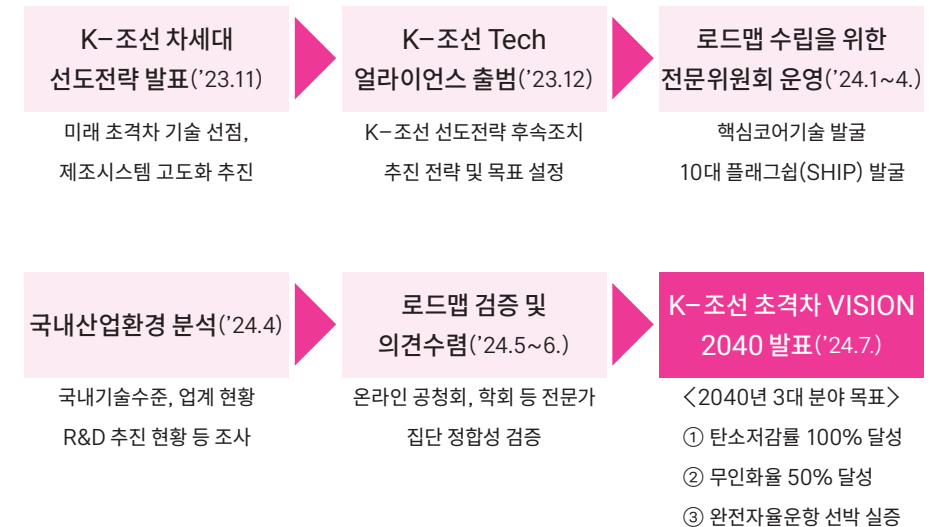 K-조선 차세대
선도전략 발표('23.11)
미래 초격차 기술 선점,
제조시스템 고도화 추진
K-조선 Tech
얼라이언스 출범('23.12)
K-조선 선도전략 후속조치
추진 전략 및 목표 설정
로드맵 수립을 위한
전문위원회 운영('24.1~4.)
핵심코어기술 발굴
10대 플래그쉽(SHIP) 발굴
국내산업환경 분석('24.4)
국내기술수준, 업계 현황
R&D 추진 현황 등 조사
로드맵 검증 및
의견수렴('24.5~6.)
온라인 공청회, 학회 등 전문가
집단 정합성 검증
K-조선 초격차 VISION
2040 발표('24.7.)
<2040년 3대 분야 목표>
① 탄소저감률 100% 달성
② 무인화율 50% 달성
③ 완전자율운항 선박 실증